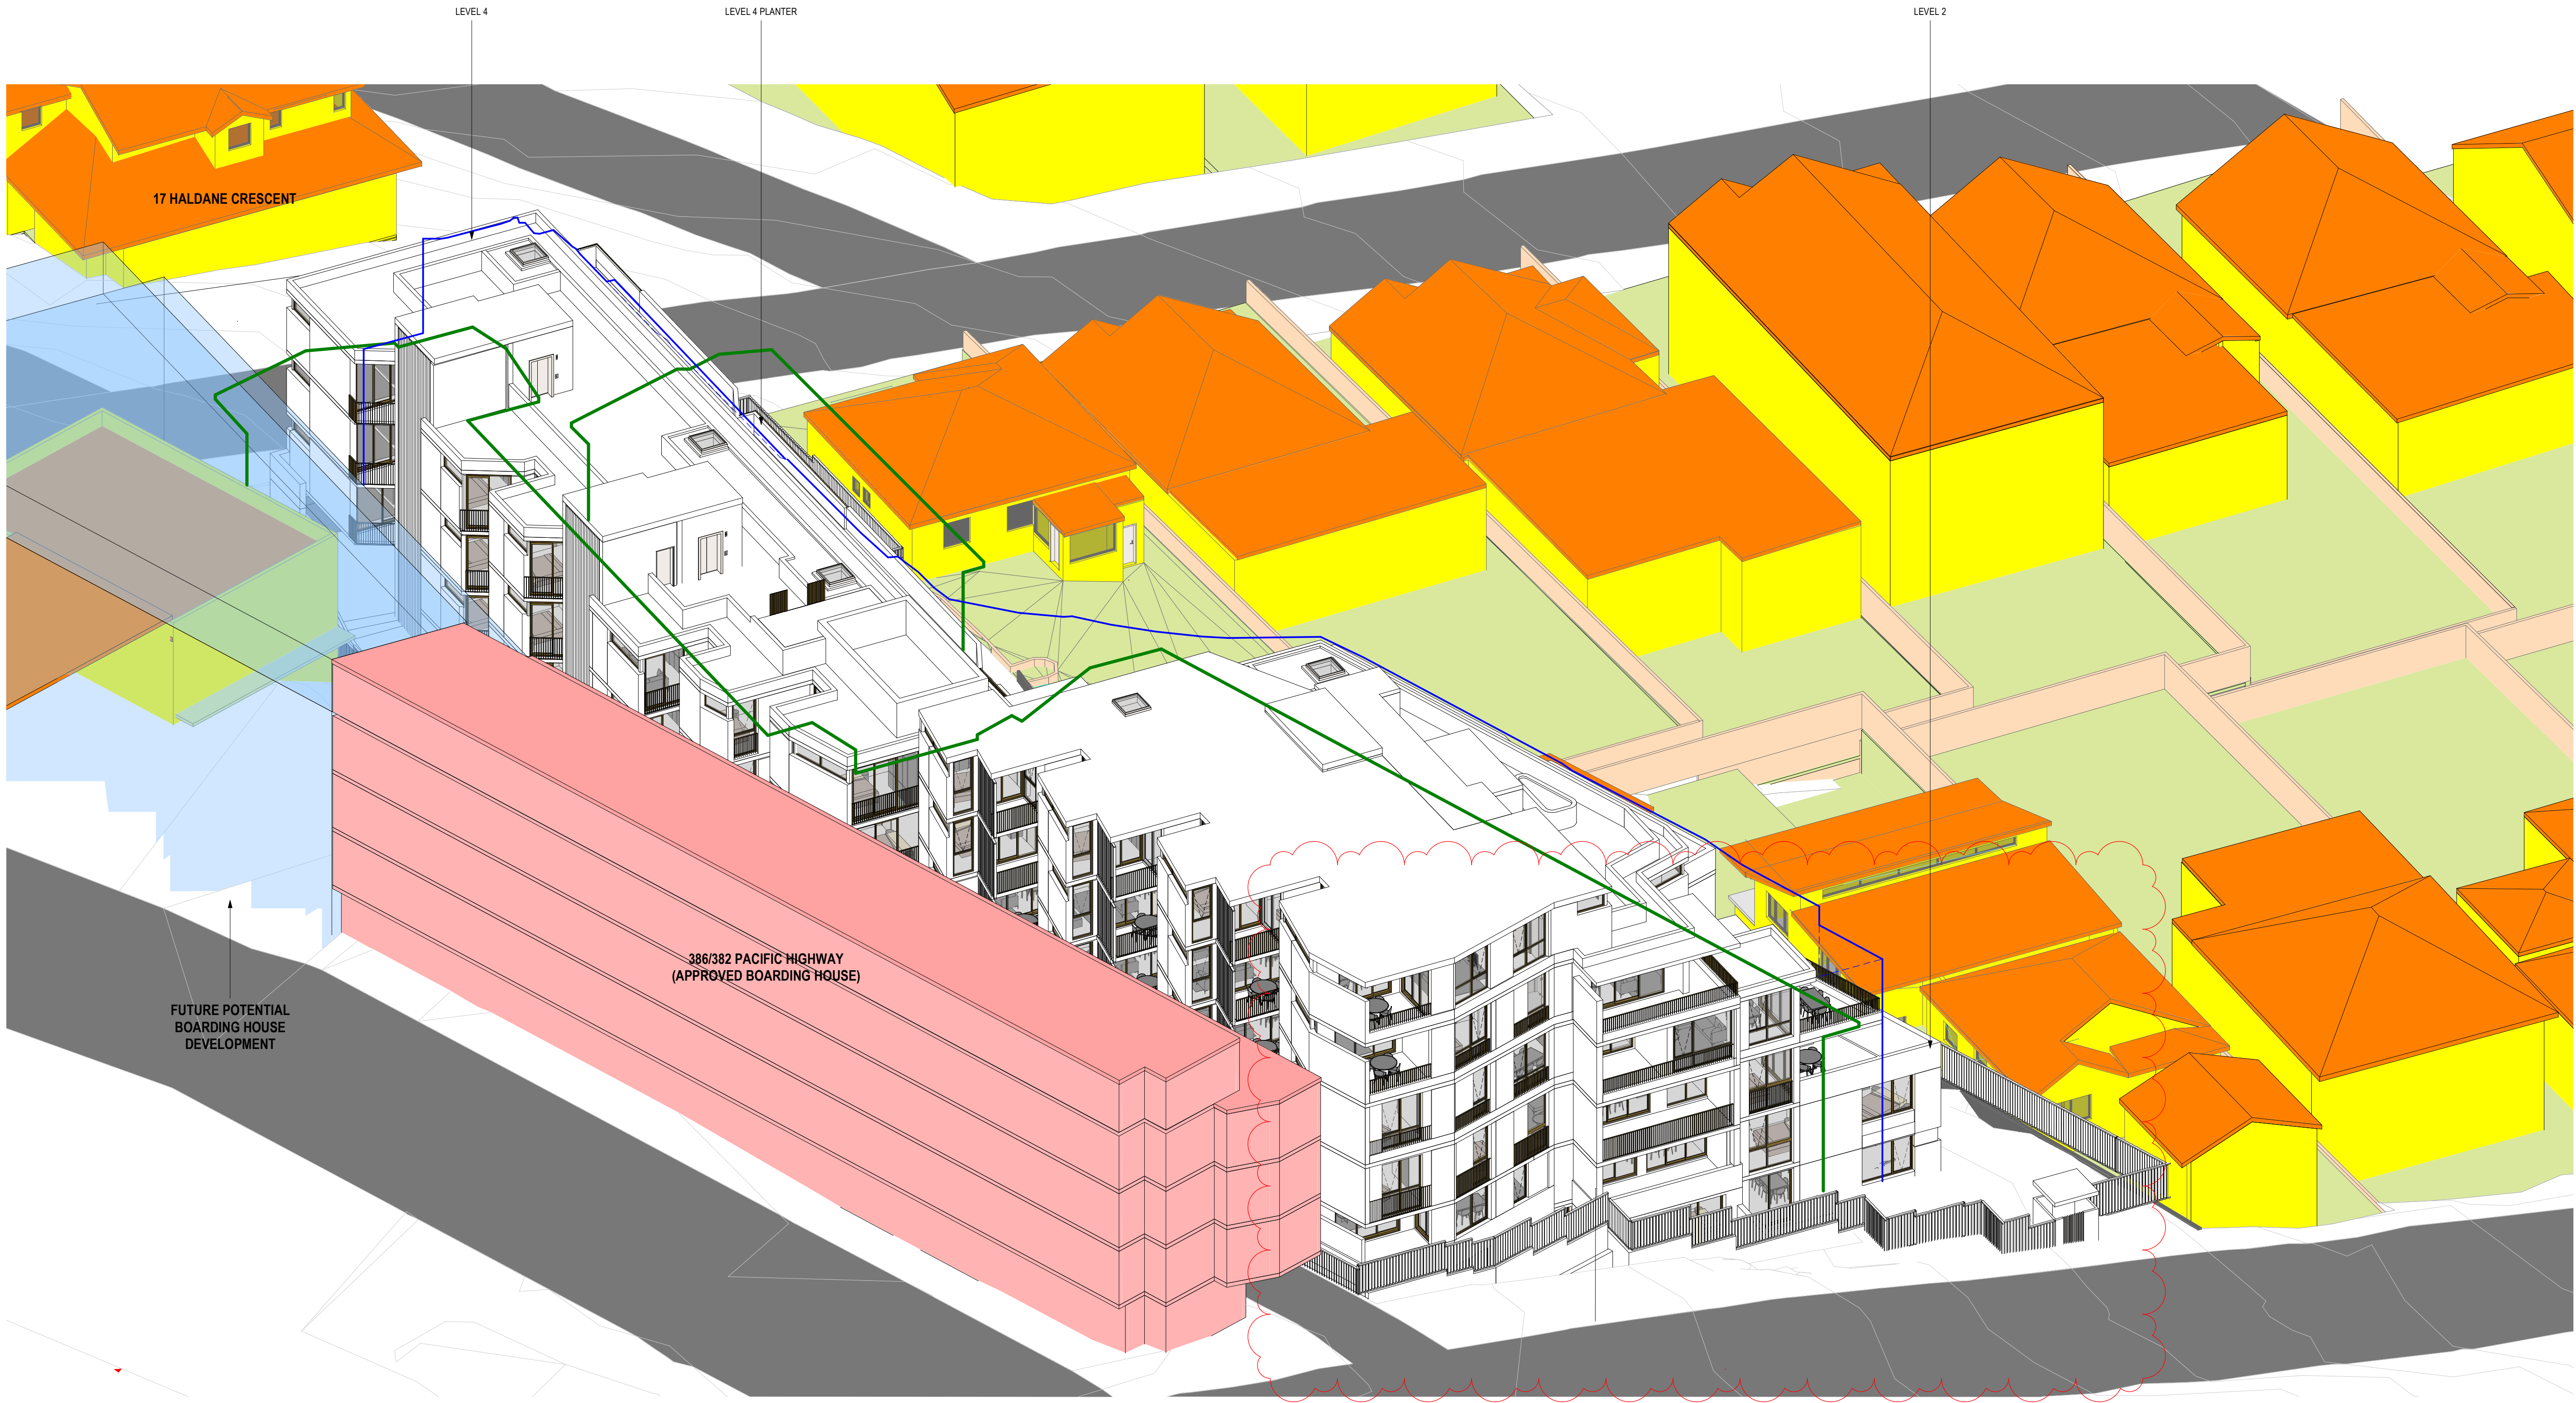 LEVEL 4
LEVEL 4 PLANTER
LEVEL 2
17 HALDANE CRESCENT
386/382 PACIFIC HIGHWAY
(APPROVED BOARDING HOUSE)
FUTURE POTENTIAL
BOARDING HOUSE
DEVELOPMENT